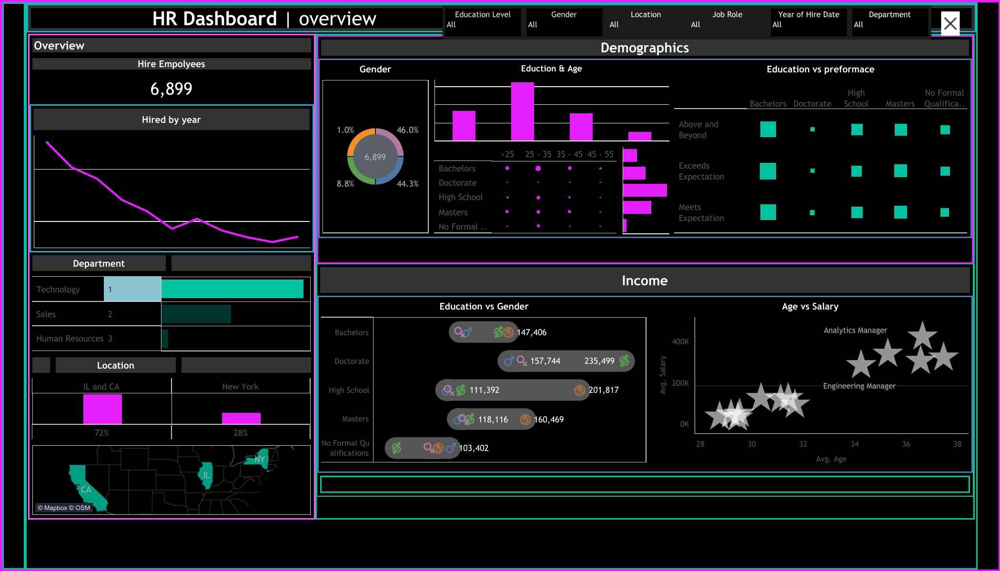 HR Dashboard | overview
Education Level
All
Gender
All
Location
All
Job Role
All
Year of Hire Date
All
Department
All
Overview
Hire Empolyees
6,899
Hired by year
Department
Technology 1
Sales 2
Human Resources 3
Location
IL and CA New York
72% 28%
CA
IL
NY
© Mapbox © OSM
Demographics
Gender
1.0% 46.0%
6,899
8.8% 44.3%
Eduction & Age
>25 25 - 35 35 - 45 45 - 55
Bachelors
Doctorate
High School
Masters
No Formal ..
Education vs preformace
Bachelors Doctorate High School Masters No Formal Qualifica..
Above and
Beyond
Exceeds
Expectation
Meets
Expectation
Income
Education vs Gender
Bachelors 147,406
Doctorate 157,744 235,499
High School 111,392 201,817
Masters 118,116 160,469
No Formal Qu
alifications 103,402
Age vs Salary
Analytics Manager
Engineering Manager
Avg. Salary
400K
200K
0K
28 30 32 34 36 38
Avg. Age